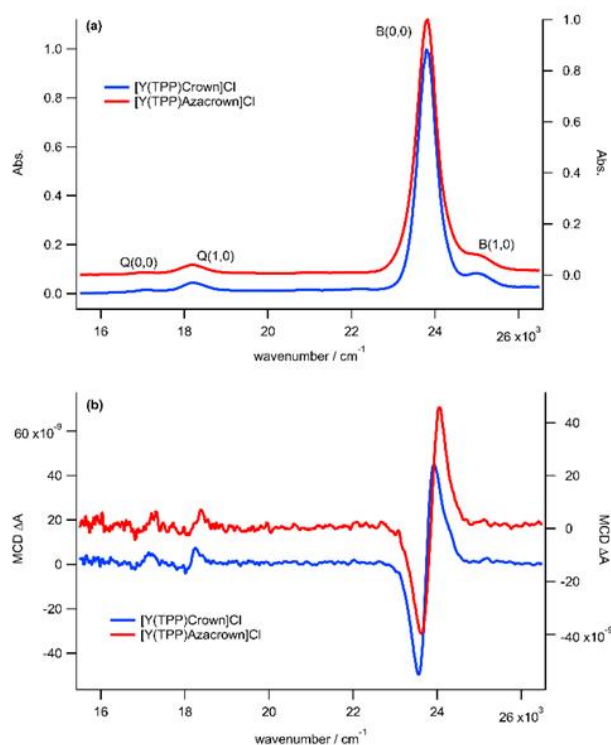 (a)
B(0,0)
1.0
1.0
[Y(TPP)Crown]Cl
[Y(TPP)Azacrown]Cl
0.8
0.8
Abs.
0.6
0.6
Abs.
0.4
0.4
0.2
0.2
Q(0,0)
Q(1,0)
B(1,0)
0.0
0.0
16
18
20
22
24
26 x10³
wavenumber / cm⁻¹
(b)
60 x10⁻⁹
40
40
20
20
0
0
MCD ΔA
MCD ΔA
-20
-20
[Y(TPP)Crown]Cl
[Y(TPP)Azacrown]Cl
-40
-40 x10⁻⁹
16
18
20
22
24
26 x10³
wavenumber / cm⁻¹